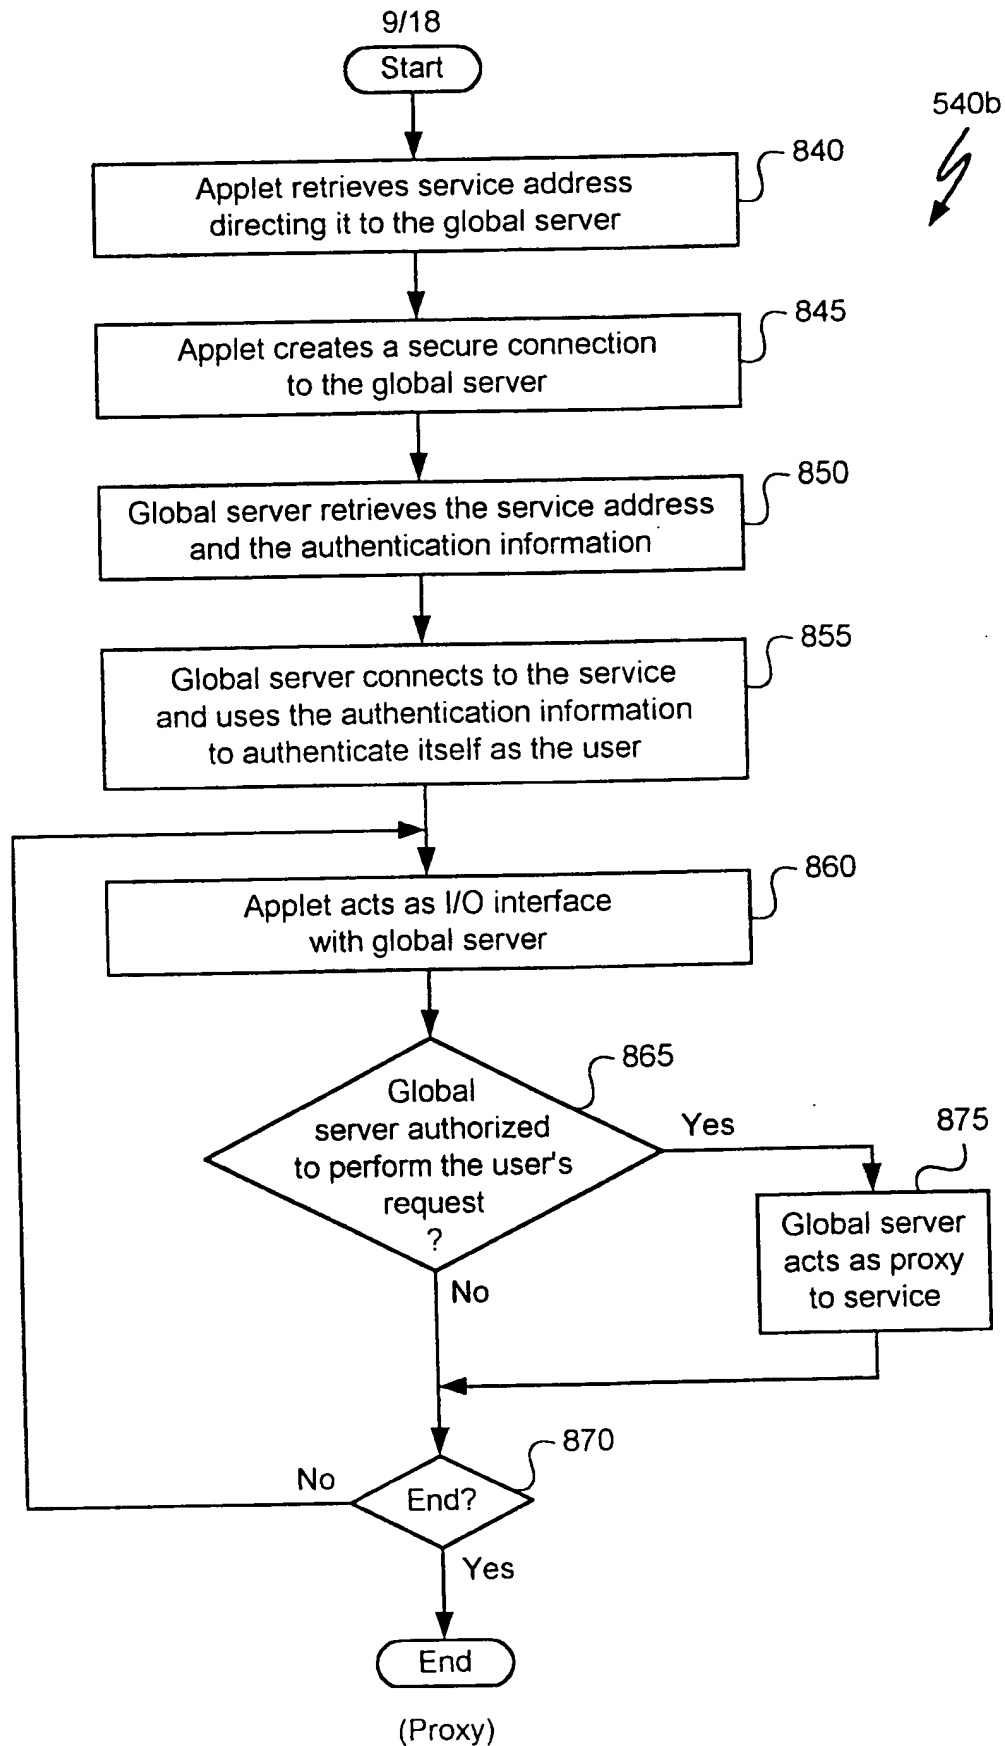 9/18
Start
540b
840
Applet retrieves service address
directing it to the global server
845
Applet creates a secure connection
to the global server
850
Global server retrieves the service address
and the authentication information
855
Global server connects to the service
and uses the authentication information
to authenticate itself as the user
860
Applet acts as I/O interface
with global server
865
Global
server authorized
to perform the user's
request
?
Yes
875
Global server
acts as proxy
to service
No
870
No
End?
Yes
End
(Proxy)